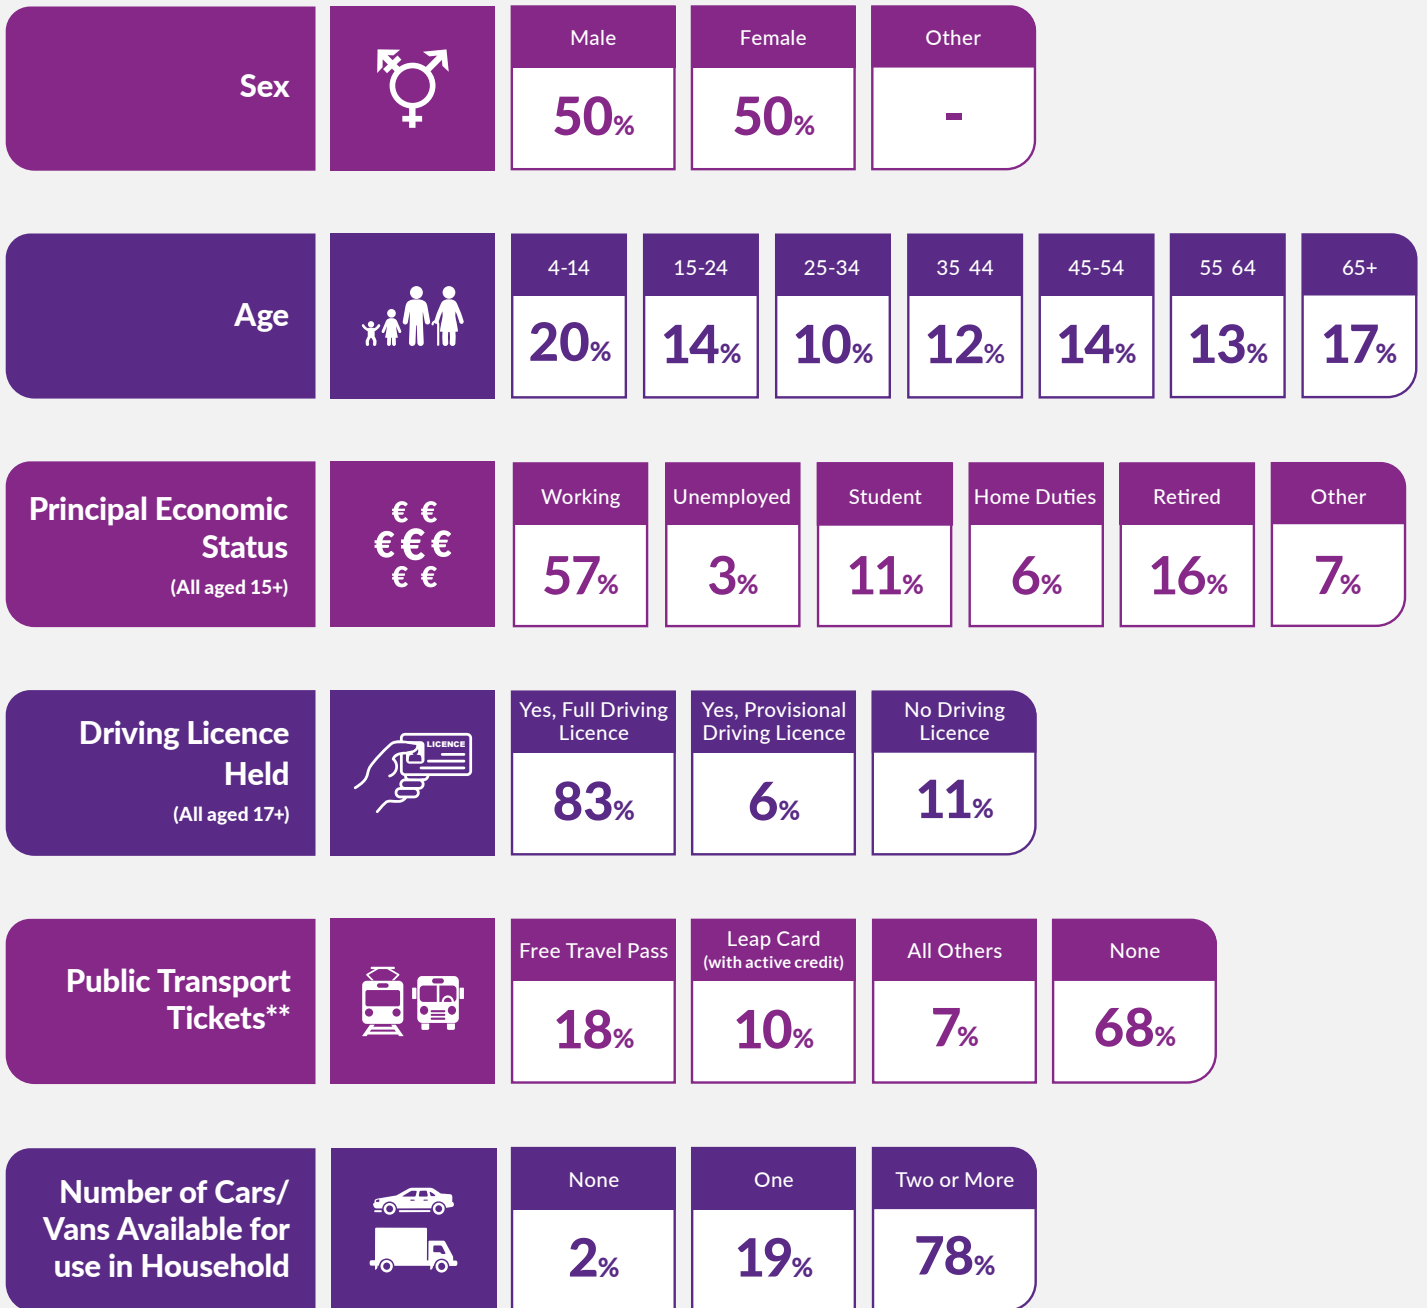 Sex
Male
Female
Other
50%
50%
-
Age
4-14
15-24
25-34
35 44
45-54
55 64
65+
20%
14%
10%
12%
14%
13%
17%
Principal Economic
Status
(All aged 15+)
€ €
€ € €
€ €
Working
Unemployed
Student
Home Duties
Retired
Other
57%
3%
11%
6%
16%
7%
Driving Licence
Held
(All aged 17+)
LICENCE
Yes, Full Driving
Licence
Yes, Provisional
Driving Licence
No Driving
Licence
83%
6%
11%
Public Transport
Tickets**
Free Travel Pass
Leap Card
(with active credit)
All Others
None
18%
10%
7%
68%
Number of Cars/
Vans Available for
use in Household
None
One
Two or More
2%
19%
78%